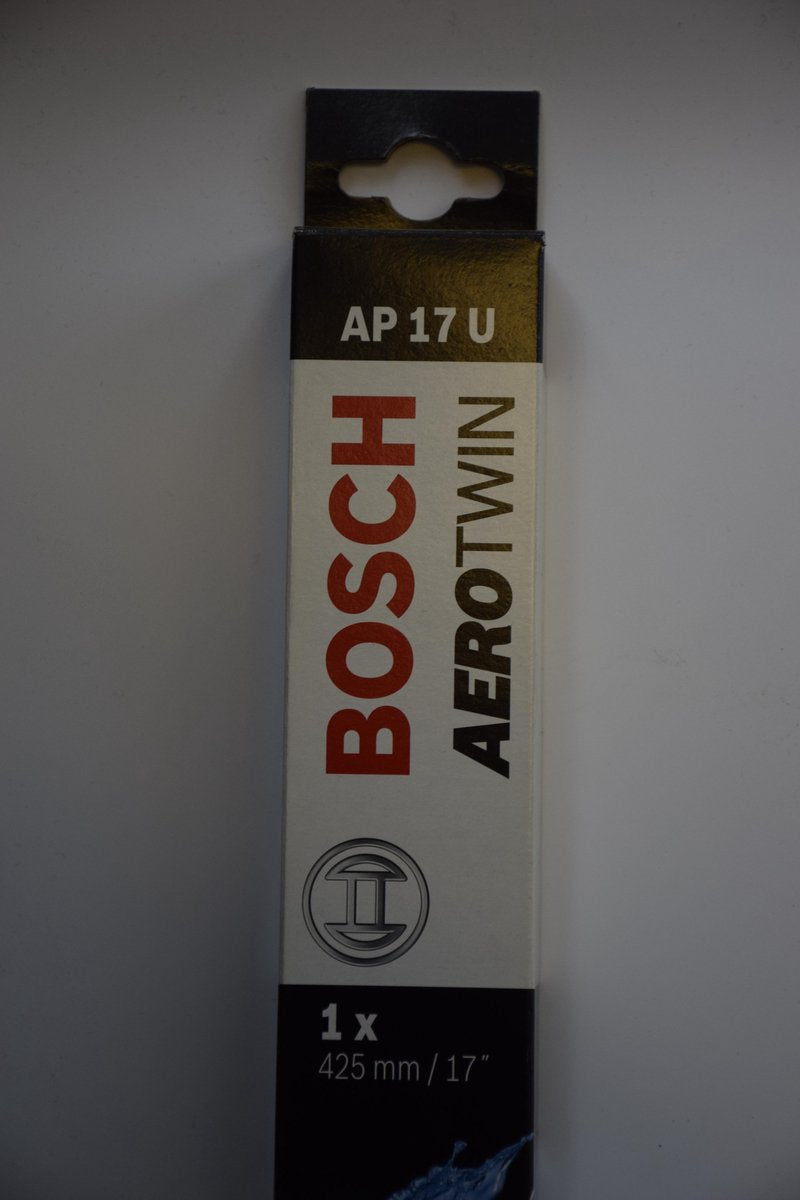 AP 17 U
BOSCH
AEROTWIN
1 x
425 mm / 17”